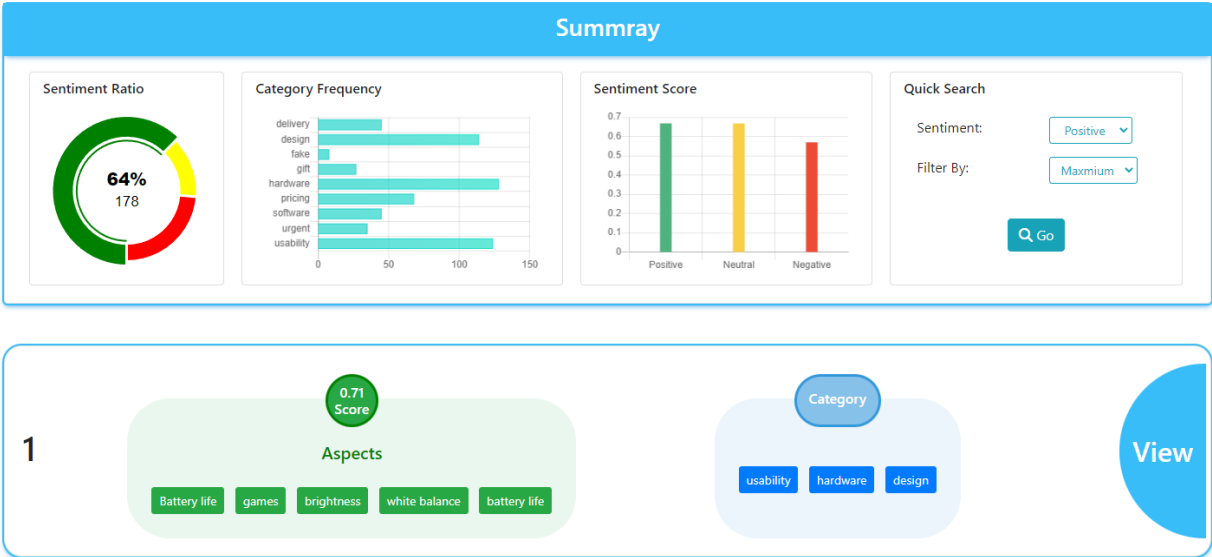 Summray
Sentiment Ratio
64%
178
Category Frequency
delivery
design
fake
gift
hardware
pricing
software
urgent
usability
0 50 100 150
Sentiment Score
0.7
0.6
0.5
0.4
0.3
0.2
0.1
0
Positive Neutral Negative
Quick Search
Sentiment: Positive
Filter By: Maxmium
Go
1
0.71
Score
Aspects
Battery life games brightness white balance battery life
Category
usability hardware design
View